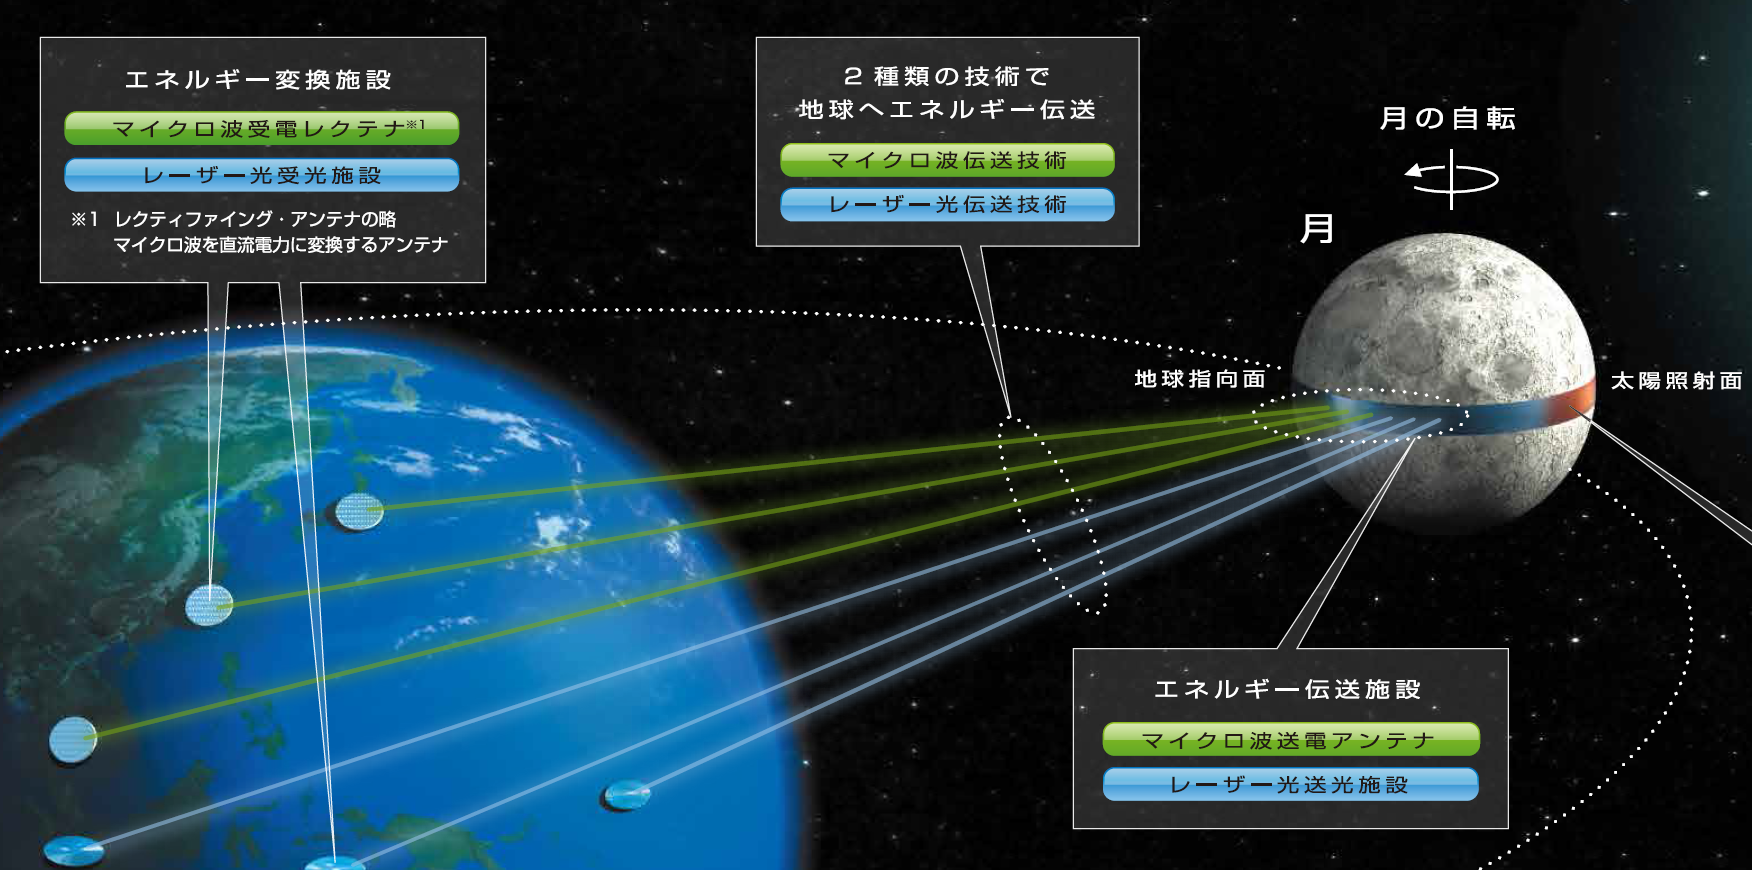 エネルギー変換施設
マイクロ波受電レクテナ※1
レーザー光受光施設
※1 レクティファイング・アンテナの略
マイクロ波を直流電力に変換するアンテナ
2種類の技術で
地球へエネルギー伝送
マイクロ波伝送技術
レーザー光伝送技術
月の自転
月
地球指向面
太陽照射面
エネルギー伝送施設
マイクロ波送電アンテナ
レーザー光送光施設